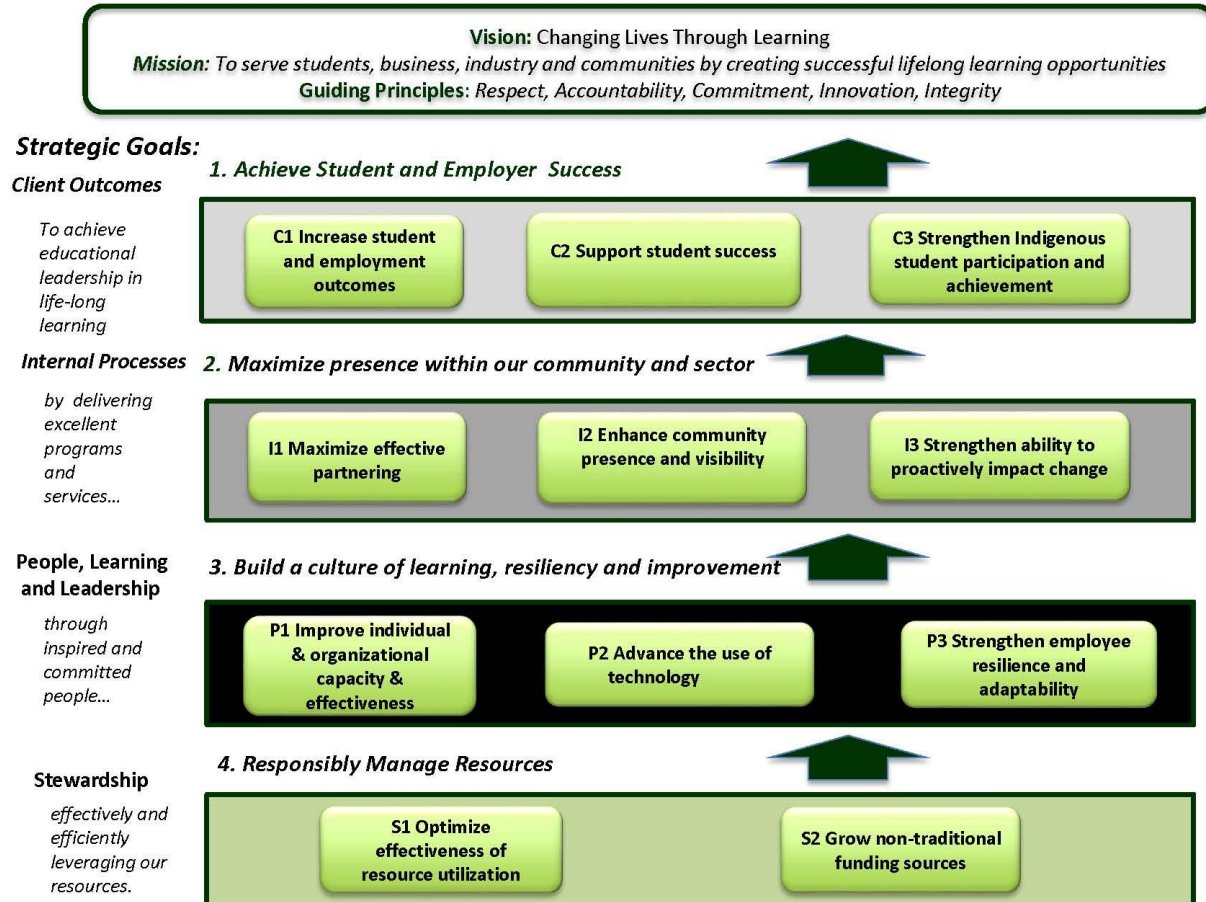 Vision: Changing Lives Through Learning
Mission: To serve students, business, industry and communities by creating successful lifelong learning opportunities
Guiding Principles: Respect, Accountability, Commitment, Innovation, Integrity
Strategic Goals:
Client Outcomes
1. Achieve Student and Employer Success
To achieve
educational
leadership in
life-long
learning
C1 Increase student
and employment
outcomes
C2 Support student success
C3 Strengthen Indigenous
student participation and
achievement
Internal Processes
2. Maximize presence within our community and sector
by delivering
excellent
programs
and
services...
I1 Maximize effective
partnering
I2 Enhance community
presence and visibility
I3 Strengthen ability to
proactively impact change
People, Learning
and Leadership
3. Build a culture of learning, resiliency and improvement
through
inspired and
committed
people...
P1 Improve individual
& organizational
capacity &
effectiveness
P2 Advance the use of
technology
P3 Strengthen employee
resilience and
adaptability
Stewardship
4. Responsibly Manage Resources
effectively and
efficiently
leveraging our
resources.
S1 Optimize
effectiveness of
resource utilization
S2 Grow non-traditional
funding sources